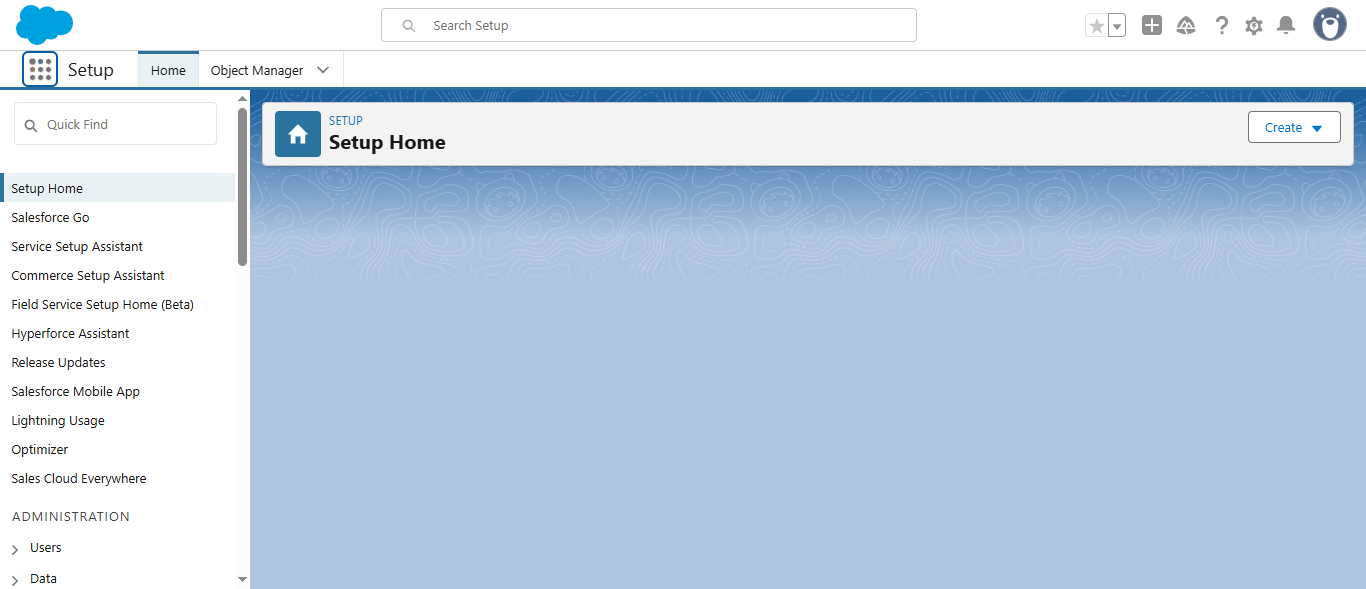 Search Setup
Setup
Home
Object Manager
Quick Find
Setup Home
Salesforce Go
Service Setup Assistant
Commerce Setup Assistant
Field Service Setup Home (Beta)
Hyperforce Assistant
Release Updates
Salesforce Mobile App
Lightning Usage
Optimizer
Sales Cloud Everywhere
ADMINISTRATION
Users
Data
SETUP
Setup Home
Create